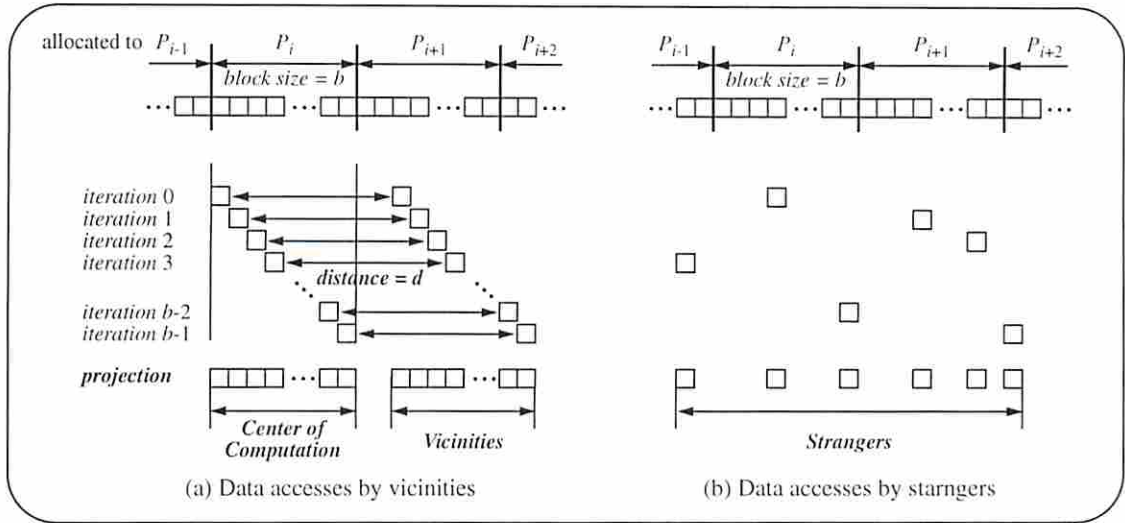 allocated to P_{i-1} P_i P_{i+1} P_{i+2}
block size = b
iteration 0
iteration 1
iteration 2
iteration 3
distance = d
iteration b-2
iteration b-1
projection
Center of
Computation
Vicinities
(a) Data accesses by vicinities
P_{i-1} P_i P_{i+1} P_{i+2}
block size = b
Strangers
(b) Data accesses by starngers